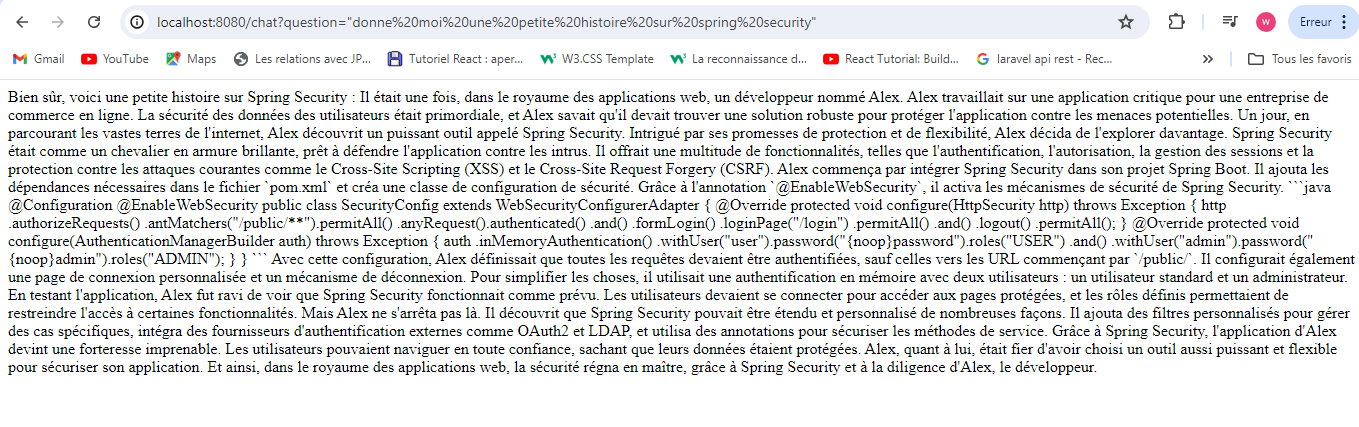 localhost:8080/chat?question="donne%20moi%20une%20petite%20histoire%20sur%20spring%20security"
w
Erreur
Gmail
YouTube
Maps
Les relations avec JP...
Tutoriel React : aper...
W3.CSS Template
La reconnaissance d...
React Tutorial: Build...
laravel api rest - Rec...
»
Tous les favoris
Bien sûr, voici une petite histoire sur Spring Security : Il était une fois, dans le royaume des applications web, un développeur nommé Alex. Alex travaillait sur une application critique pour une entreprise de
commerce en ligne. La sécurité des données des utilisateurs était primordiale, et Alex savait qu'il devait trouver une solution robuste pour protéger l'application contre les menaces potentielles. Un jour, en
parcourant les vastes terres de l'internet, Alex découvrit un puissant outil appelé Spring Security. Intrigué par ses promesses de protection et de flexibilité, Alex décida de l'explorer davantage. Spring Security
était comme un chevalier en armure brillante, prêt à défendre l'application contre les intrus. Il offrait une multitude de fonctionnalités, telles que l'authentification, l'autorisation, la gestion des sessions et la
protection contre les attaques courantes comme le Cross-Site Scripting (XSS) et le Cross-Site Request Forgery (CSRF). Alex commença par intégrer Spring Security dans son projet Spring Boot. Il ajouta les
dépendances nécessaires dans le fichier `pom.xml` et créa une classe de configuration de sécurité. Grâce à l'annotation `@EnableWebSecurity`, il activa les mécanismes de sécurité de Spring Security. ```java
@Configuration @EnableWebSecurity public class SecurityConfig extends WebSecurityConfigurerAdapter { @Override protected void configure(HttpSecurity http) throws Exception { http
.authorizeRequests() .antMatchers("/public/**").permitAll() .anyRequest().authenticated() .and() .formLogin() .loginPage("/login") .permitAll() .and() .logout() .permitAll(); } @Override protected void
configure(AuthenticationManagerBuilder auth) throws Exception { auth .inMemoryAuthentication() .withUser("user").password("{noop}password").roles("USER") .and() .withUser("admin").password("
{noop}admin").roles("ADMIN"); } } ``` Avec cette configuration, Alex définissait que toutes les requêtes devaient être authentifiées, sauf celles vers les URL commençant par `/public/`. Il configurait également
une page de connexion personnalisée et un mécanisme de déconnexion. Pour simplifier les choses, il utilisait une authentification en mémoire avec deux utilisateurs : un utilisateur standard et un administrateur.
En testant l'application, Alex fut ravi de voir que Spring Security fonctionnait comme prévu. Les utilisateurs devaient se connecter pour accéder aux pages protégées, et les rôles définis permettaient de
restreindre l'accès à certaines fonctionnalités. Mais Alex ne s'arrêta pas là. Il découvrit que Spring Security pouvait être étendu et personnalisé de nombreuses façons. Il ajouta des filtres personnalisés pour gérer
des cas spécifiques, intégra des fournisseurs d'authentification externes comme OAuth2 et LDAP, et utilisa des annotations pour sécuriser les méthodes de service. Grâce à Spring Security, l'application d'Alex
devint une forteresse imprenable. Les utilisateurs pouvaient naviguer en toute confiance, sachant que leurs données étaient protégées. Alex, quant à lui, était fier d'avoir choisi un outil aussi puissant et flexible
pour sécuriser son application. Et ainsi, dans le royaume des applications web, la sécurité régna en maître, grâce à Spring Security et à la diligence d'Alex, le développeur.